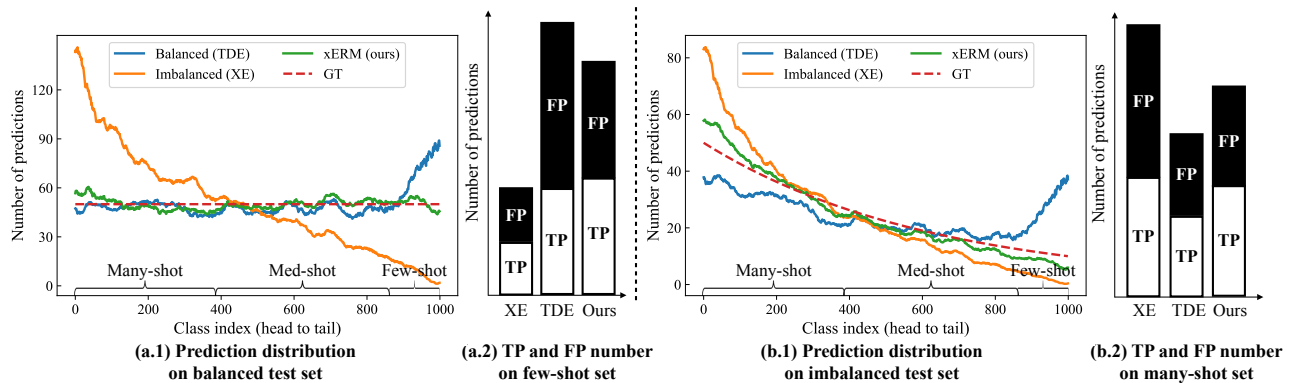 Number of predictions
120
90
60
30
0
Balanced (TDE)
Imbalanced (XE)
xERM (ours)
GT
Many-shot
Med-shot
Few-shot
0
200
400
600
800
1000
Class index (head to tail)
(a.1) Prediction distribution
on balanced test set
Number of predictions
FP
TP
FP
TP
FP
TP
XE
TDE
Ours
(a.2) TP and FP number
on few-shot set
Number of predictions
80
60
40
20
0
Balanced (TDE)
Imbalanced (XE)
xERM (ours)
GT
Many-shot
Med-shot
Few-shot
0
200
400
600
800
1000
Class index (head to tail)
(b.1) Prediction distribution
on imbalanced test set
Number of predictions
FP
TP
FP
TP
FP
TP
XE
TDE
Ours
(b.2) TP and FP number
on many-shot set